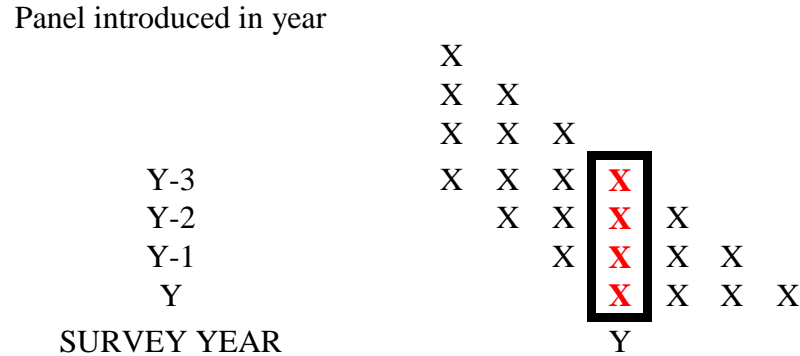 Panel introduced in year
X
X X
X X X
Y-3 X X X X
Y-2 X X X X
Y-1 X X X X
Y X X X X
SURVEY YEAR Y